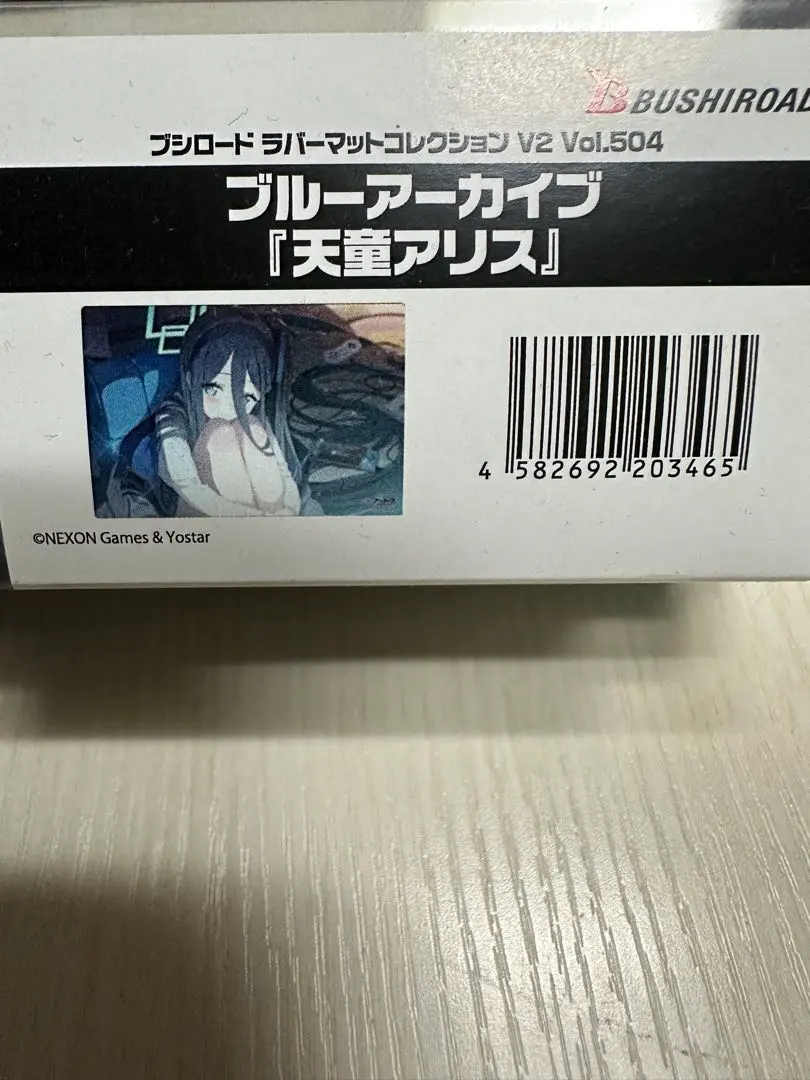 BUSHIROAD
ブシロード ラバーマットコレクション V2 Vol.504
ブルーアーカイブ
『天童アリス』
4 582692 203465
©NEXON Games & Yostar